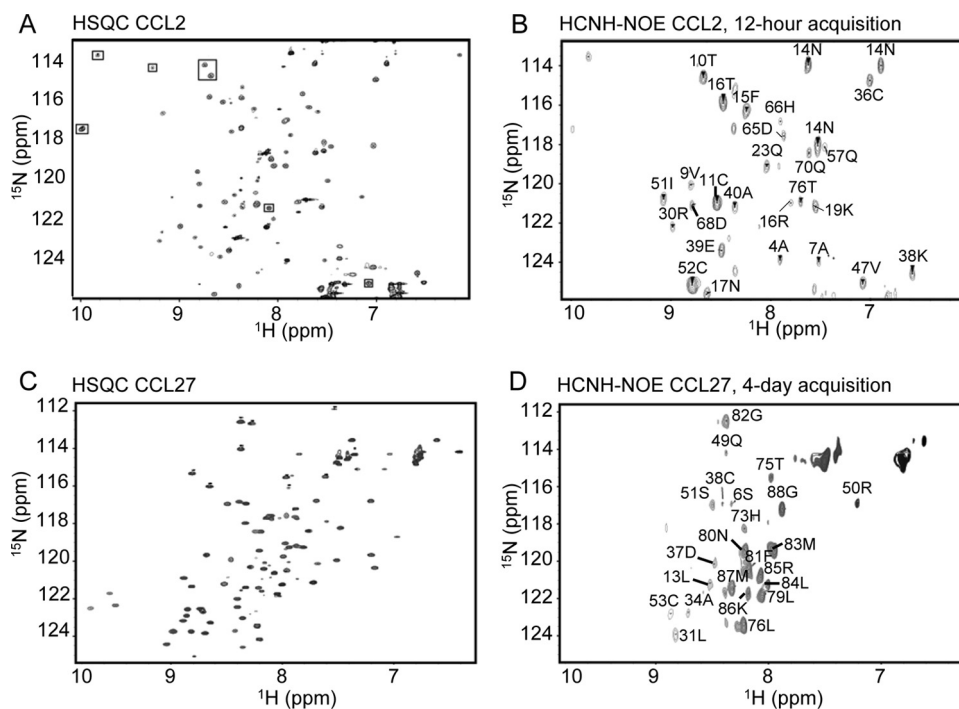 A HSQC CCL2
114
116
118
120
122
124
15N (ppm)
10 9 8 7 6
1H (ppm)
B HCNH-NOE CCL2, 12-hour acquisition
114
116
118
120
122
124
15N (ppm)
14N 14N
10T
36C
16T
15F
66H
65D
14N
23Q
57Q
70Q
9V
11C
76T
51I
40A
30R
68D
16R
19K
39E
4A
7A
47V
38K
52C
17N
10 9 8 7
1H (ppm)
C HSQC CCL27
112
114
116
118
120
122
124
15N (ppm)
10 9 8 7 6
1H (ppm)
D HCNH-NOE CCL27, 4-day acquisition
112
114
116
118
120
122
124
15N (ppm)
82G
49Q
75T
38C
88G
50R
51S
6S
73H
80N
83M
37D
81F
85R
13L
87M
84L
53C
34A
86K
79L
31L
76L
10 9 8 7
1H (ppm)